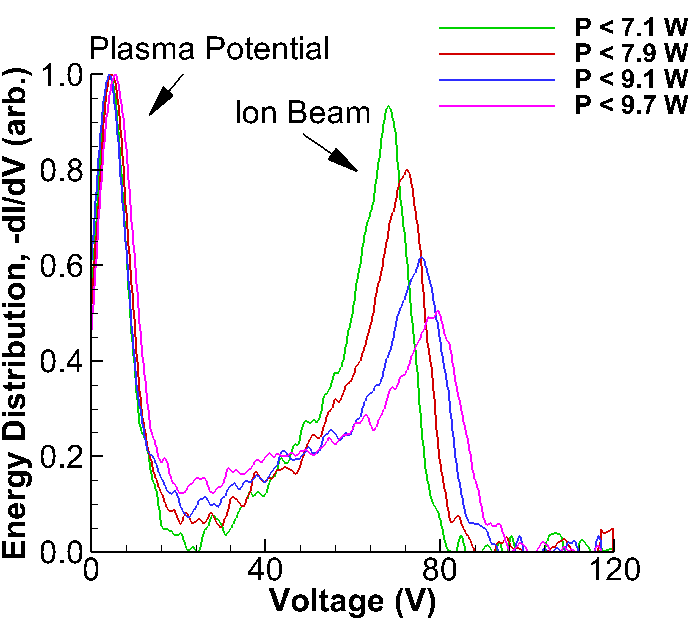 P < 7.1 W
P < 7.9 W
P < 9.1 W
P < 9.7 W
Plasma Potential
Ion Beam
Energy Distribution, -dI/dV (arb.)
1.0
0.8
0.6
0.4
0.2
0.0
0 40 80 120
Voltage (V)